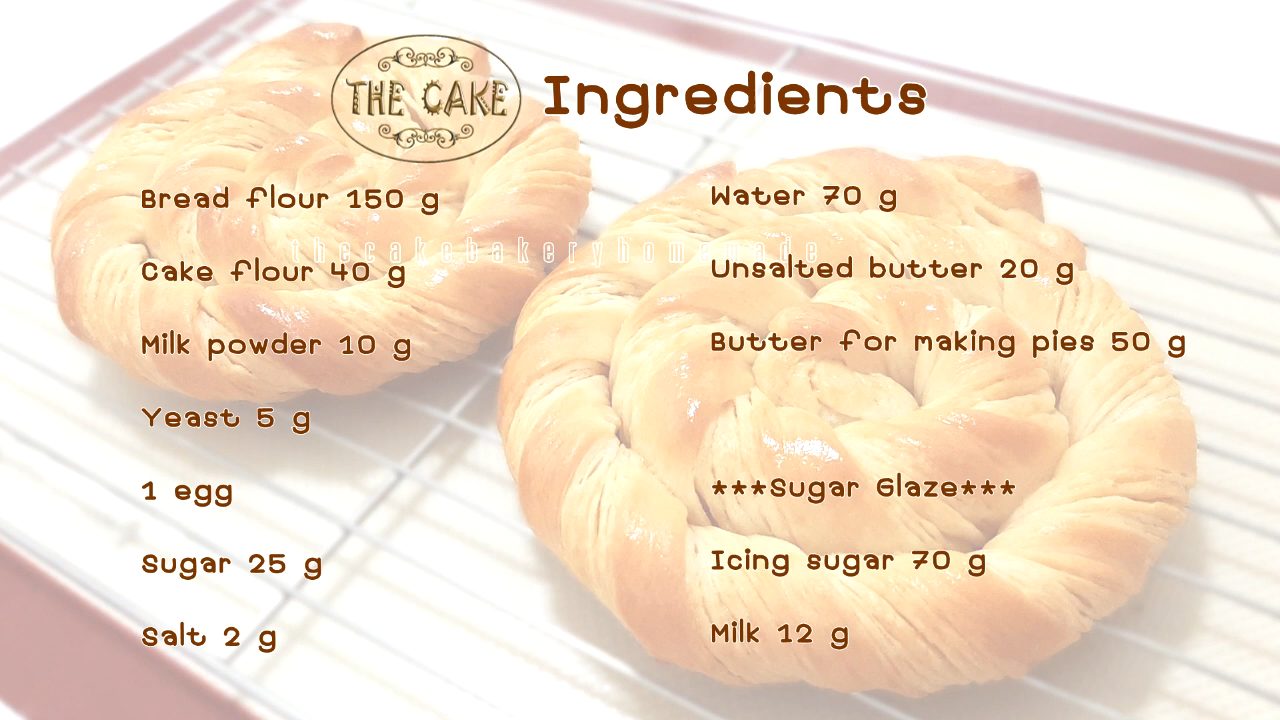 THE CAKE
Ingredients
Bread flour 150 g
Cake flour 40 g
Milk powder 10 g
Yeast 5 g
1 egg
Sugar 25 g
Salt 2 g
Water 70 g
Unsalted butter 20 g
Butter for making pies 50 g
***Sugar Glaze***
Icing sugar 70 g
Milk 12 g
thecakebakeryhomemade